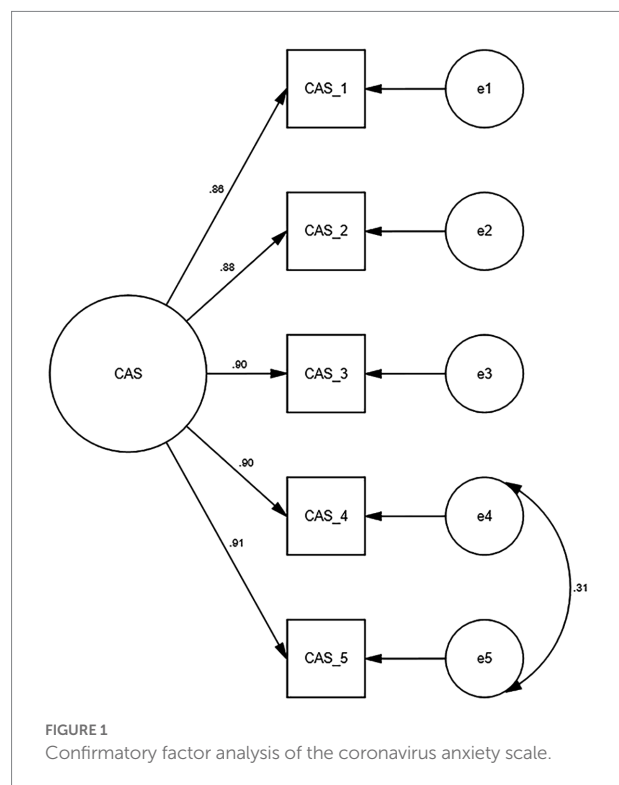 CAS_1
e1
.86
CAS_2
e2
.88
CAS
.90
CAS_3
e3
.90
CAS_4
e4
.91
.31
CAS_5
e5
FIGURE 1
Confirmatory factor analysis of the coronavirus anxiety scale.